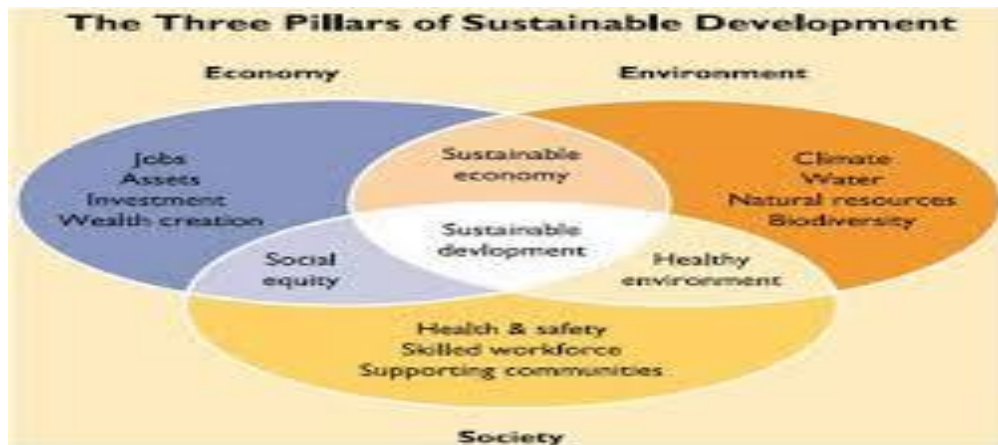 The Three Pillars of Sustainable Development
Economy
Environment
Jobs
Assets
Investment
Wealth creation
Sustainable
economy
Climate
Water
Natural resources
Biodiversity
Social
equity
Sustainable
devlopment
Healthy
environment
Health & safety
Skilled workforce
Supporting communities
Society